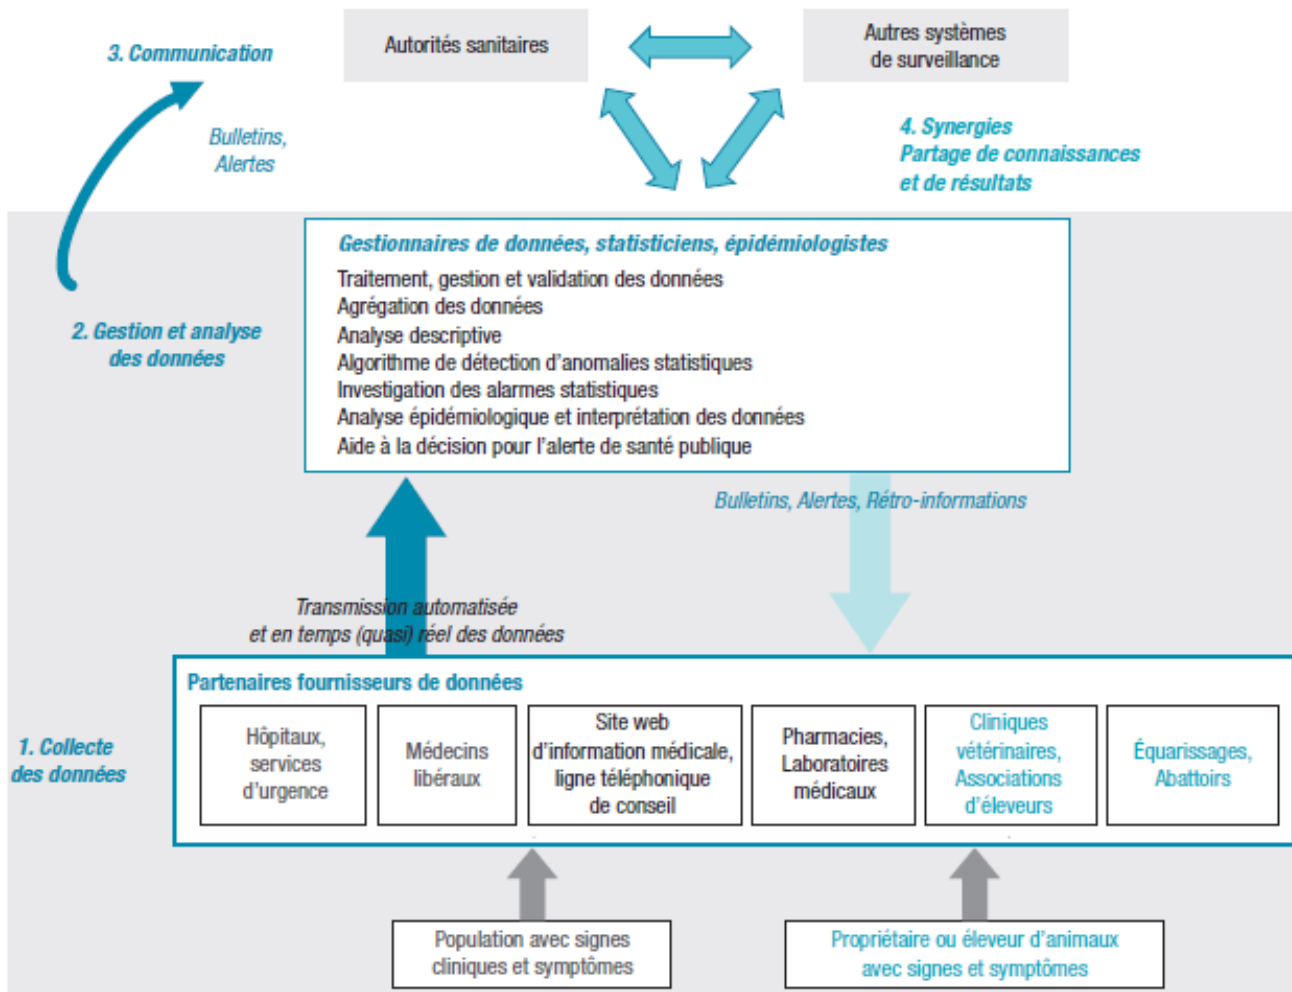 3. Communication
Autorités sanitaires
Autres systèmes
de surveillance
Bulletins,
Alertes
4. Synergies
Partage de connaissances
et de résultats
Gestionnaires de données, statisticiens, épidémiologistes
Traitement, gestion et validation des données
Agrégation des données
Analyse descriptive
Algorithme de détection d'anomalies statistiques
Investigation des alarmes statistiques
Analyse épidémiologique et interprétation des données
Aide à la décision pour l'alerte de santé publique
2. Gestion et analyse
des données
Bulletins, Alertes, Rétro-informations
Transmission automatisée
et en temps (quasi) réel des données
Partenaires fournisseurs de données
1. Collecte
des données
Hôpitaux,
services
d'urgence
Médecins
libéraux
Site web
d'information médicale,
ligne téléphonique
de conseil
Pharmacies,
Laboratoires
médicaux
Cliniques
vétérinaires,
Associations
d'éleveurs
Équarissages,
Abattoirs
Population avec signes
cliniques et symptômes
Propriétaire ou éleveur d'animaux
avec signes et symptômes